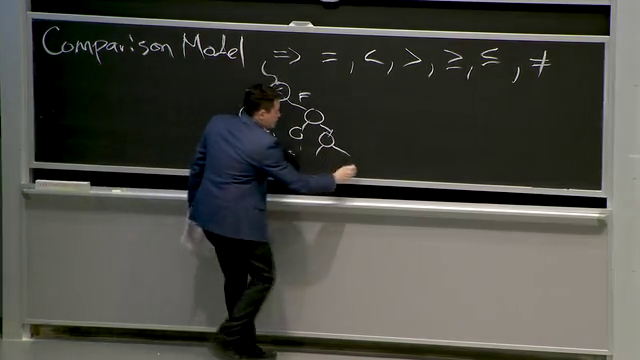 Comparison Model => =, <, >, ≥, ≤, ≠
F